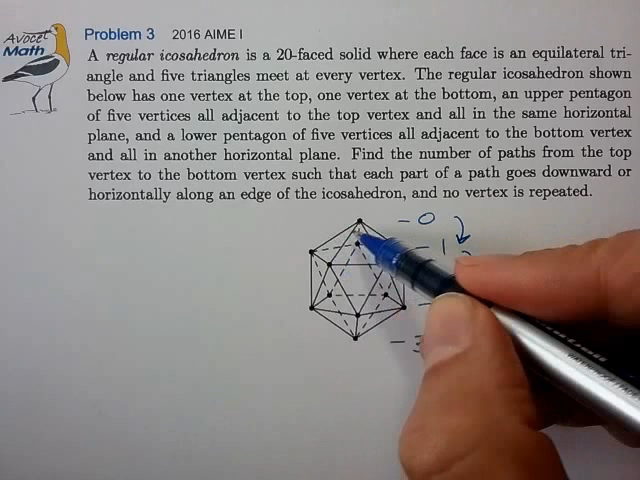 Avocet
Math
Problem 3 2016 AIME I
A regular icosahedron is a 20-faced solid where each face is an equilateral tri-
angle and five triangles meet at every vertex. The regular icosahedron shown
below has one vertex at the top, one vertex at the bottom, an upper pentagon
of five vertices all adjacent to the top vertex and all in the same horizontal
plane, and a lower pentagon of five vertices all adjacent to the bottom vertex
and all in another horizontal plane. Find the number of paths from the top
vertex to the bottom vertex such that each part of a path goes downward or
horizontally along an edge of the icosahedron, and no vertex is repeated.
- 0
- 1
- 3